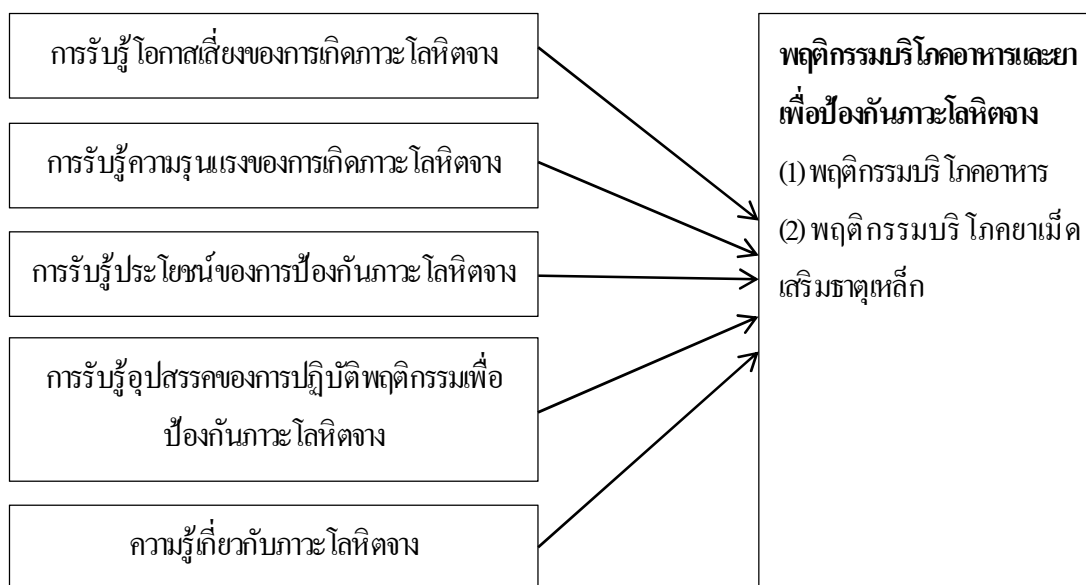 การรับรู้โอกาสเสี่ยงของการเกิดภาวะโลหิตจาง
การรับรู้ความรุนแรงของการเกิดภาวะโลหิตจาง
การรับรู้ประโยชน์ของการป้องกันภาวะโลหิตจาง
การรับรู้อุปสรรคของการปฏิบัติพฤติกรรมเพื่อ
ป้องกันภาวะโลหิตจาง
ความรู้เกี่ยวกับภาวะโลหิตจาง
พฤติกรรมบริโภคอาหารและยา
เพื่อป้องกันภาวะโลหิตจาง
(1) พฤติกรรมบริโภคอาหาร
(2) พฤติกรรมบริโภคยาเม็ด
เสริมธาตุเหล็ก